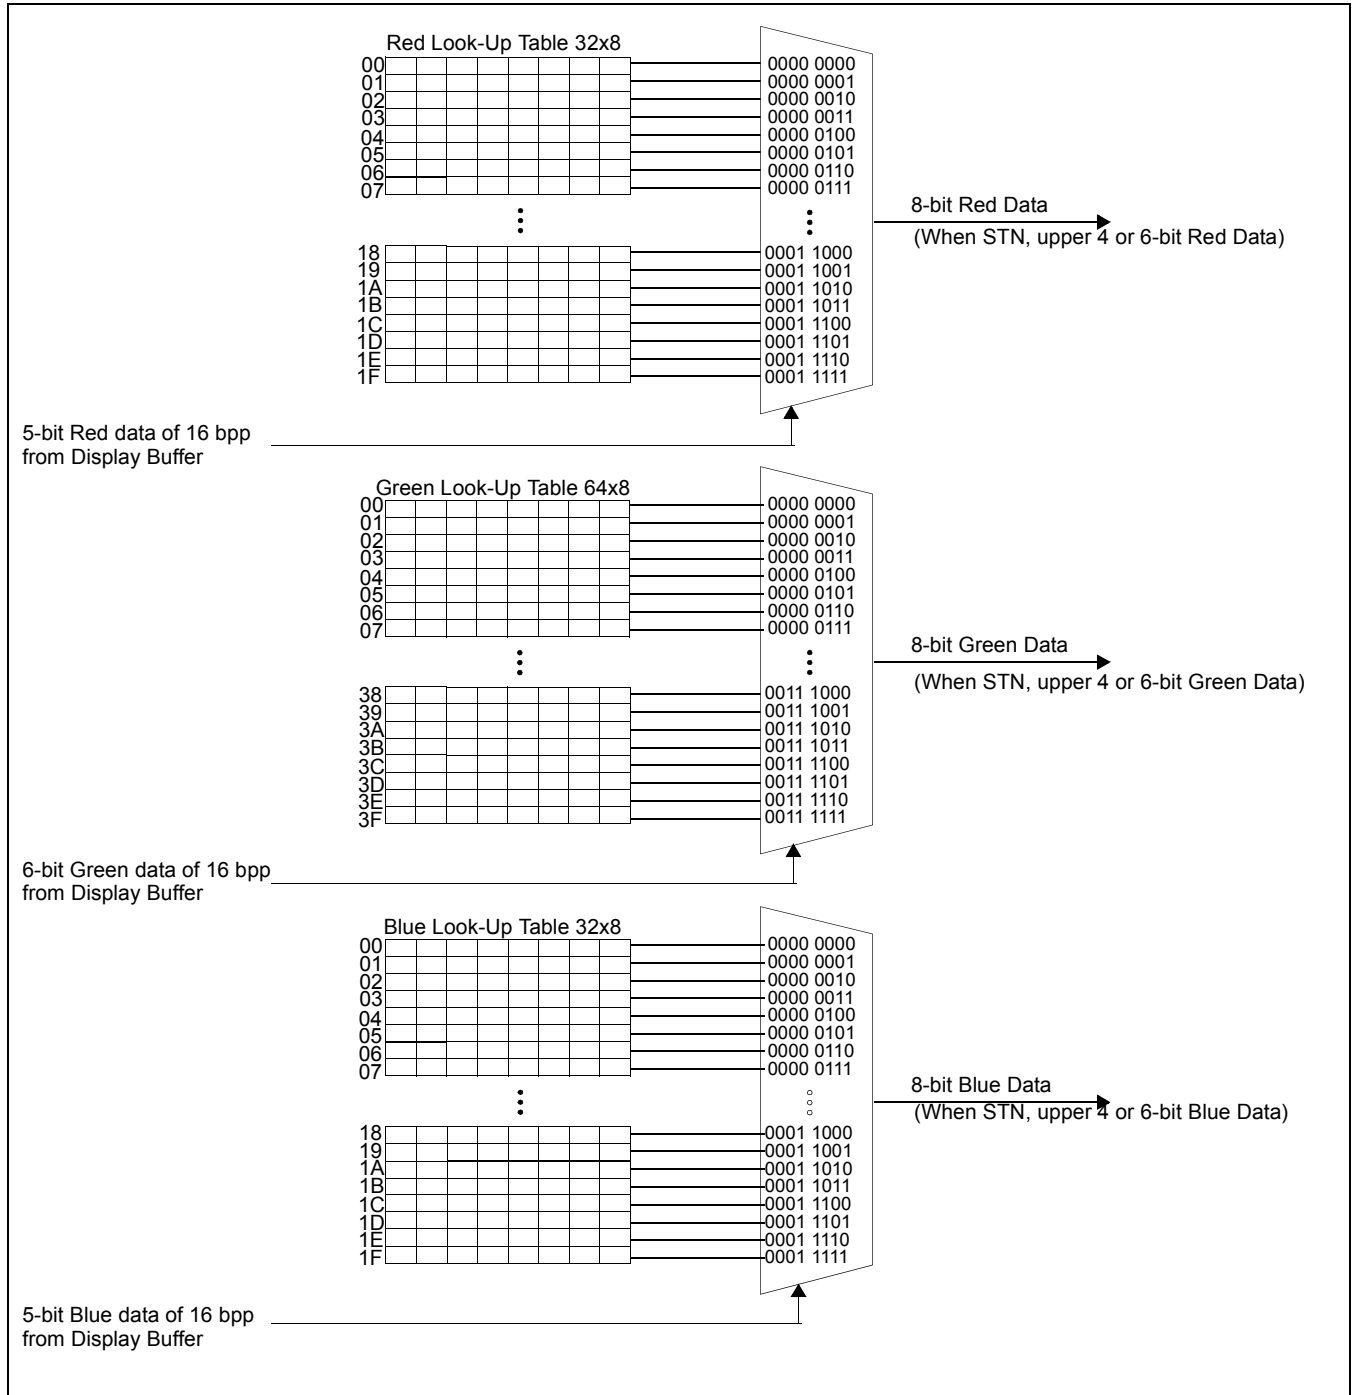 Red Look-Up Table 32x8
00 0000 0000
01 0000 0001
02 0000 0010
03 0000 0011
04 0000 0100
05 0000 0101
06 0000 0110
07 0000 0111
8-bit Red Data
(When STN, upper 4 or 6-bit Red Data)
18 0001 1000
19 0001 1001
1A 0001 1010
1B 0001 1011
1C 0001 1100
1D 0001 1101
1E 0001 1110
1F 0001 1111
5-bit Red data of 16 bpp
from Display Buffer
Green Look-Up Table 64x8
00 0000 0000
01 0000 0001
02 0000 0010
03 0000 0011
04 0000 0100
05 0000 0101
06 0000 0110
07 0000 0111
8-bit Green Data
(When STN, upper 4 or 6-bit Green Data)
38 0011 1000
39 0011 1001
3A 0011 1010
3B 0011 1011
3C 0011 1100
3D 0011 1101
3E 0011 1110
3F 0011 1111
6-bit Green data of 16 bpp
from Display Buffer
Blue Look-Up Table 32x8
00 0000 0000
01 0000 0001
02 0000 0010
03 0000 0011
04 0000 0100
05 0000 0101
06 0000 0110
07 0000 0111
8-bit Blue Data
(When STN, upper 4 or 6-bit Blue Data)
18 0001 1000
19 0001 1001
1A 0001 1010
1B 0001 1011
1C 0001 1100
1D 0001 1101
1E 0001 1110
1F 0001 1111
5-bit Blue data of 16 bpp
from Display Buffer